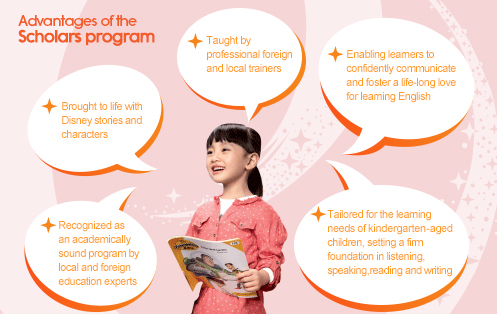 Advantages of the
Scholars program
Taught by
professional foreign
and local trainers
Enabling learners to
confidently communicate
and foster a life-long love
for learning English
Brought to life with
Disney stories and
characters
Recognized as
an academically
sound program by
local and foreign
education experts
Tailored for the learning
needs of kindergarten-aged
children, setting a firm
foundation in listening,
speaking,reading and writing